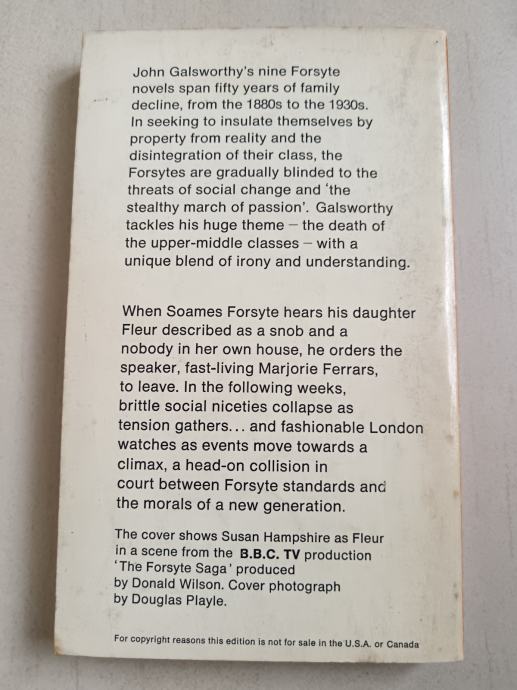 John Galsworthy's nine Forsyte
novels span fifty years of family
decline, from the 1880s to the 1930s.
In seeking to insulate themselves by
property from reality and the
disintegration of their class, the
Forsytes are gradually blinded to the
threats of social change and 'the
stealthy march of passion'. Galsworthy
tackles his huge theme – the death of
the upper-middle classes – with a
unique blend of irony and understanding.
When Soames Forsyte hears his daughter
Fleur described as a snob and a
nobody in her own house, he orders the
speaker, fast-living Marjorie Ferrars,
to leave. In the following weeks,
brittle social niceties collapse as
tension gathers... and fashionable London
watches as events move towards a
climax, a head-on collision in
court between Forsyte standards and
the morals of a new generation.
The cover shows Susan Hampshire as Fleur
in a scene from the B.B.C. TV production
'The Forsyte Saga' produced
by Donald Wilson. Cover photograph
by Douglas Playle.
For copyright reasons this edition is not for sale in the U.S.A. or Canada